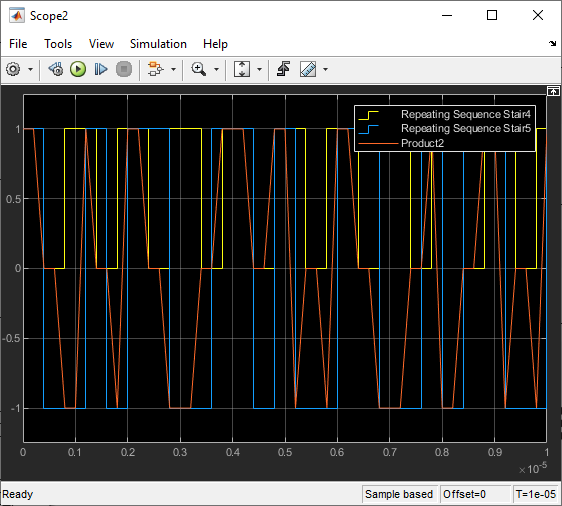 Scope2
File Tools View Simulation Help
Repeating Sequence Stair4
Repeating Sequence Stair5
Product2
1
0.5
0
-0.5
-1
0 0.1 0.2 0.3 0.4 0.5 0.6 0.7 0.8 0.9 1
×10^-5
Ready Sample based Offset=0 T=1e-05